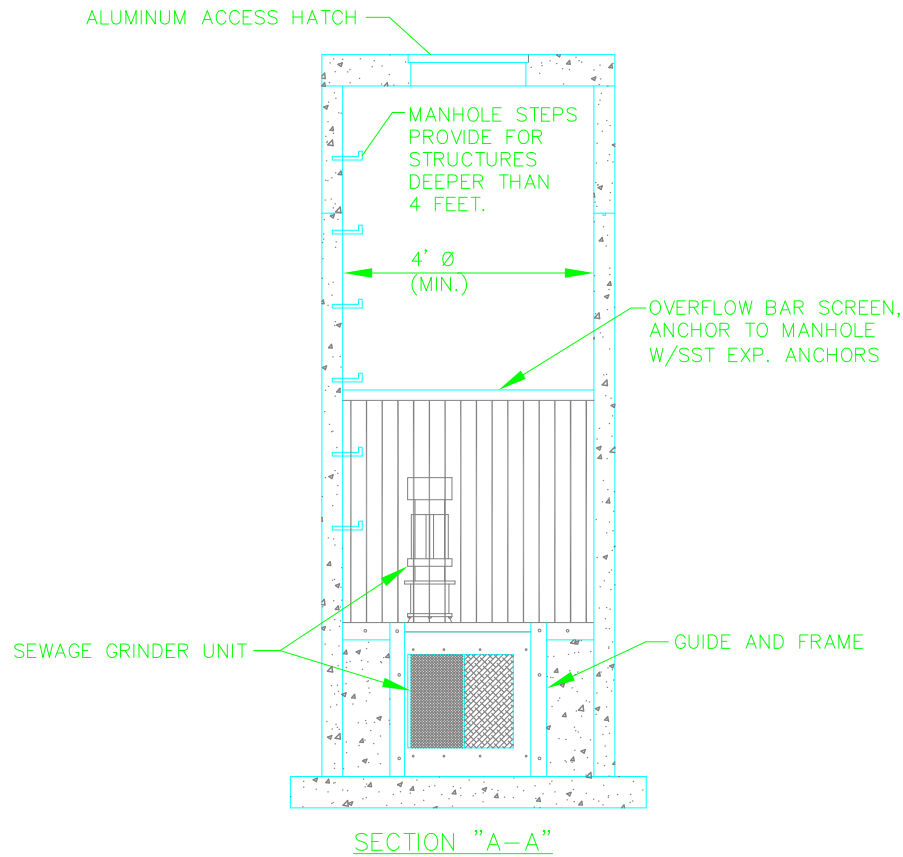 ALUMINUM ACCESS HATCH
MANHOLE STEPS
PROVIDE FOR
STRUCTURES
DEEPER THAN
4 FEET.
4' Ø
(MIN.)
OVERFLOW BAR SCREEN,
ANCHOR TO MANHOLE
W/SST EXP. ANCHORS
SEWAGE GRINDER UNIT
GUIDE AND FRAME
SECTION "A-A"